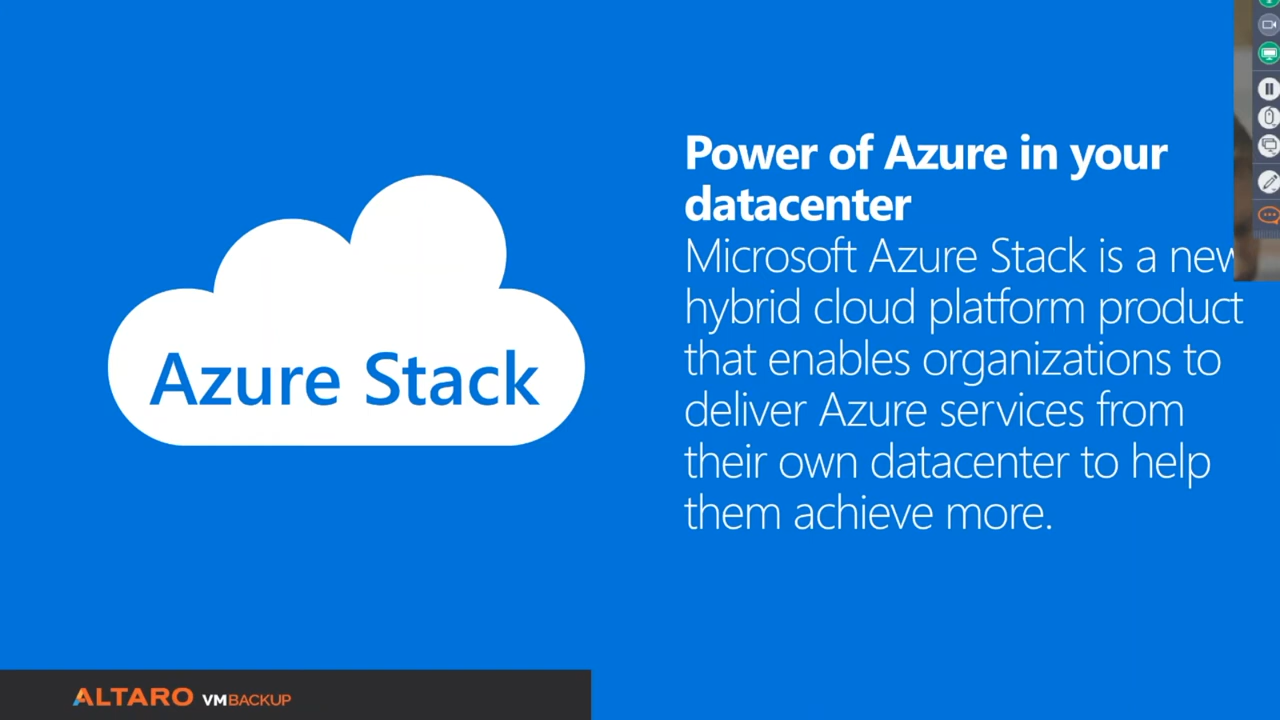 Azure Stack
Power of Azure in your
datacenter
Microsoft Azure Stack is a new
hybrid cloud platform product
that enables organizations to
deliver Azure services from
their own datacenter to help
them achieve more.
ALTARO VMBACKUP